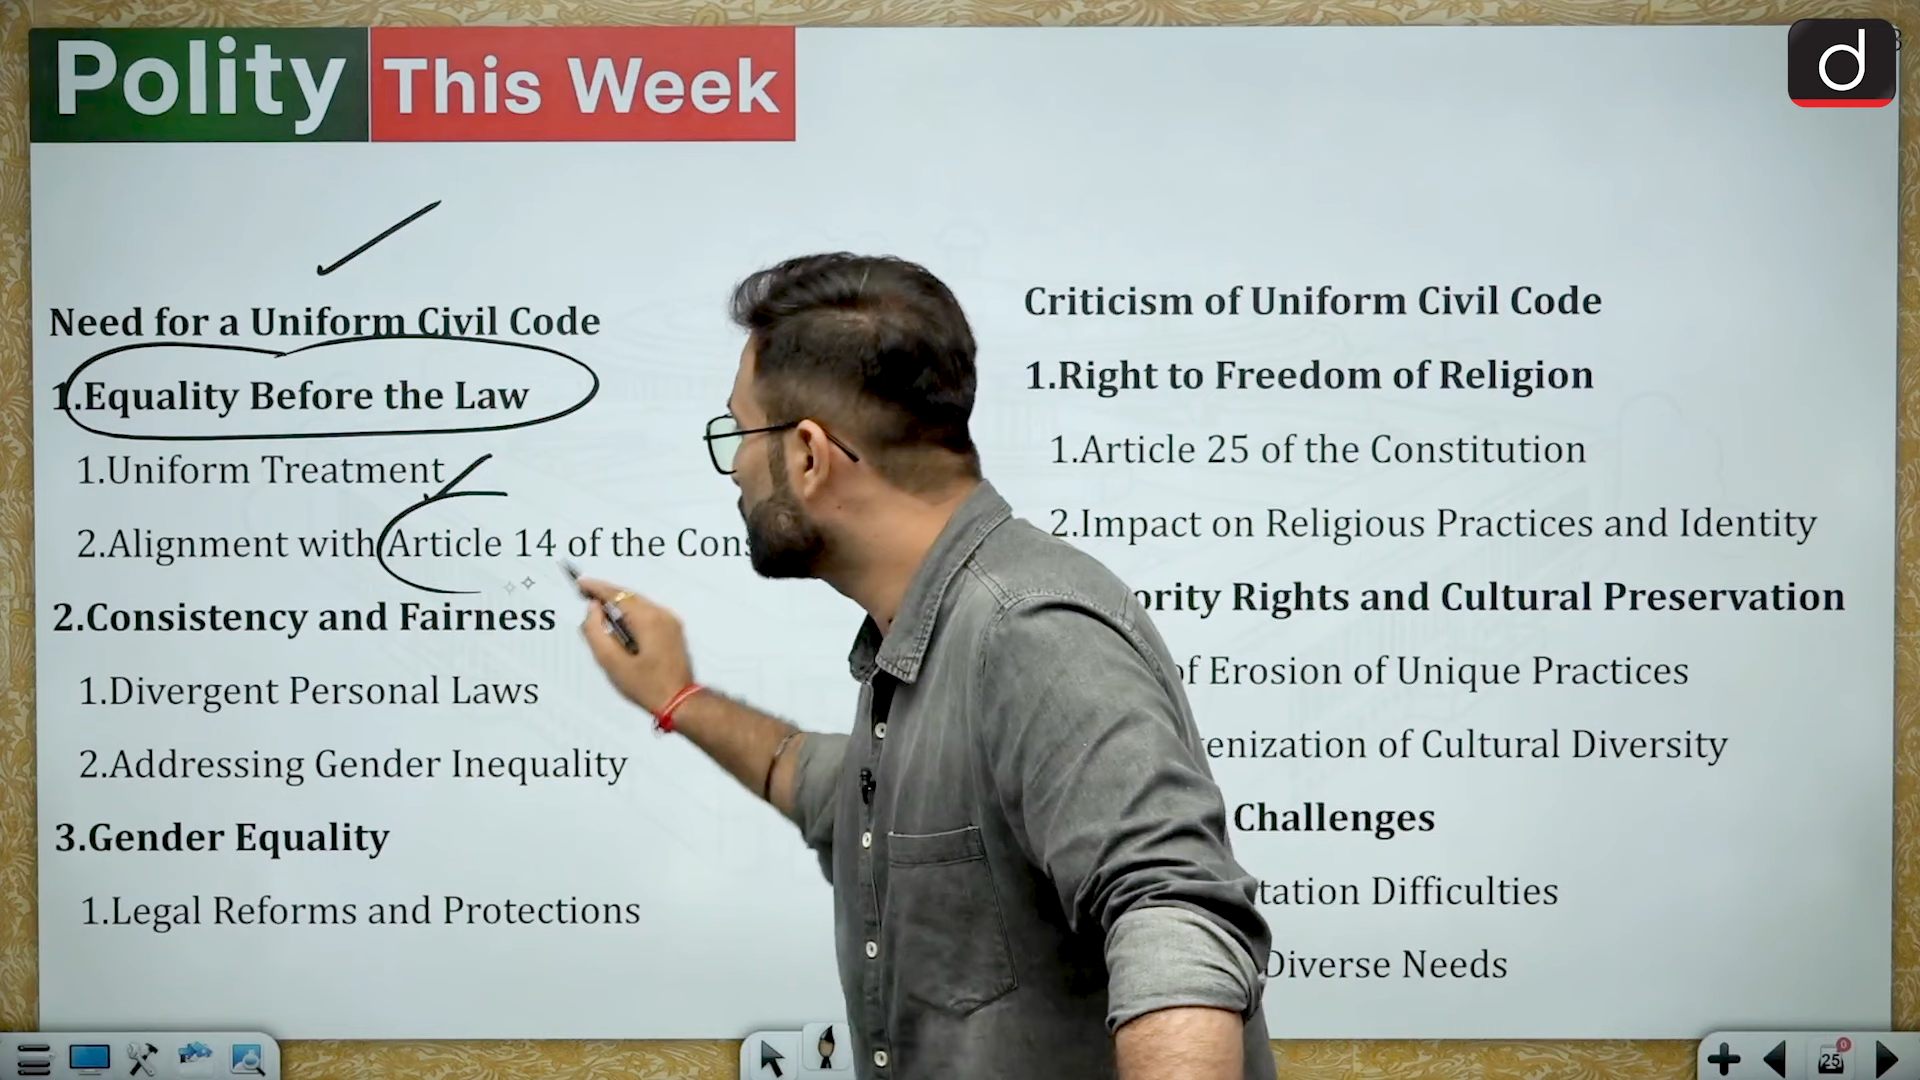 Polity This Week
d
Need for a Uniform Civil Code
1.Equality Before the Law
1.Uniform Treatment
2.Alignment with Article 14 of the
2.Consistency and Fairness
1.Divergent Personal Laws
2.Addressing Gender Inequality
3.Gender Equality
1.Legal Reforms and Protections
Criticism of Uniform Civil Code
1.Right to Freedom of Religion
1.Article 25 of the Constitution
2.Impact on Religious Practices and Identity
Rights and Cultural Preservation
of Erosion of Unique Practices
of Cultural Diversity
Challenges
Difficulties
Diverse Needs
25
0